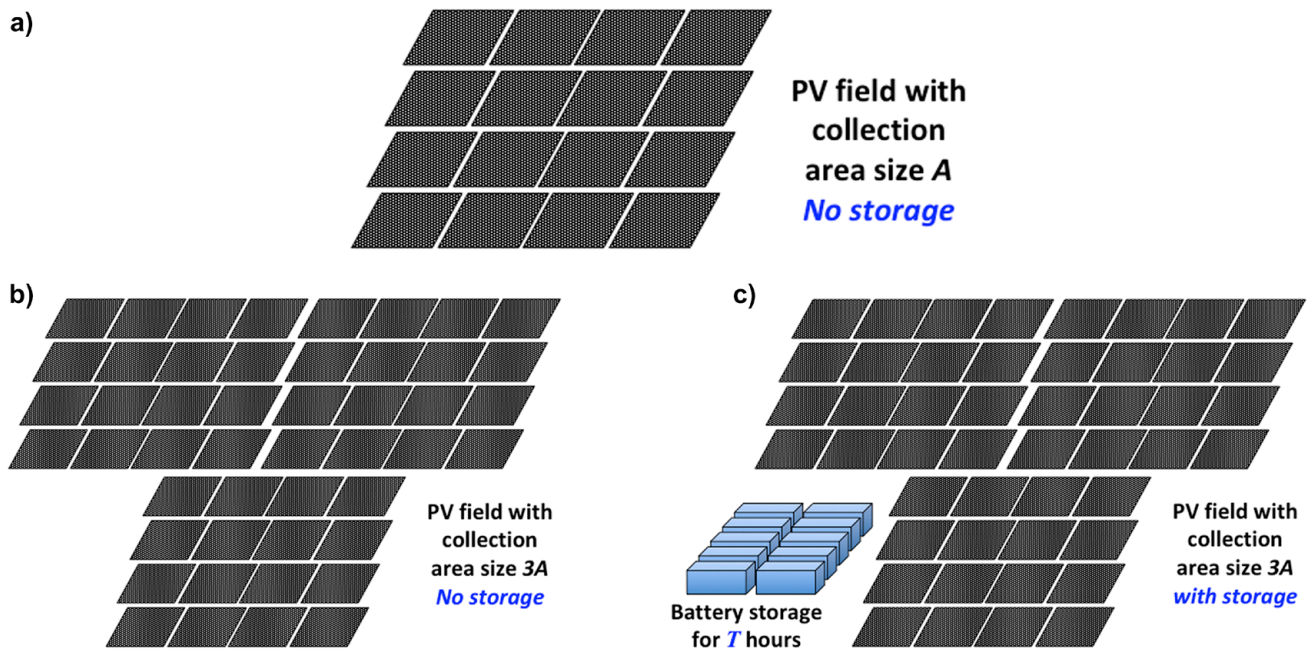 a)
PV field with
collection
area size A
No storage
b)
PV field with
collection
area size 3A
No storage
c)
Battery storage
for T hours
PV field with
collection
area size 3A
with storage